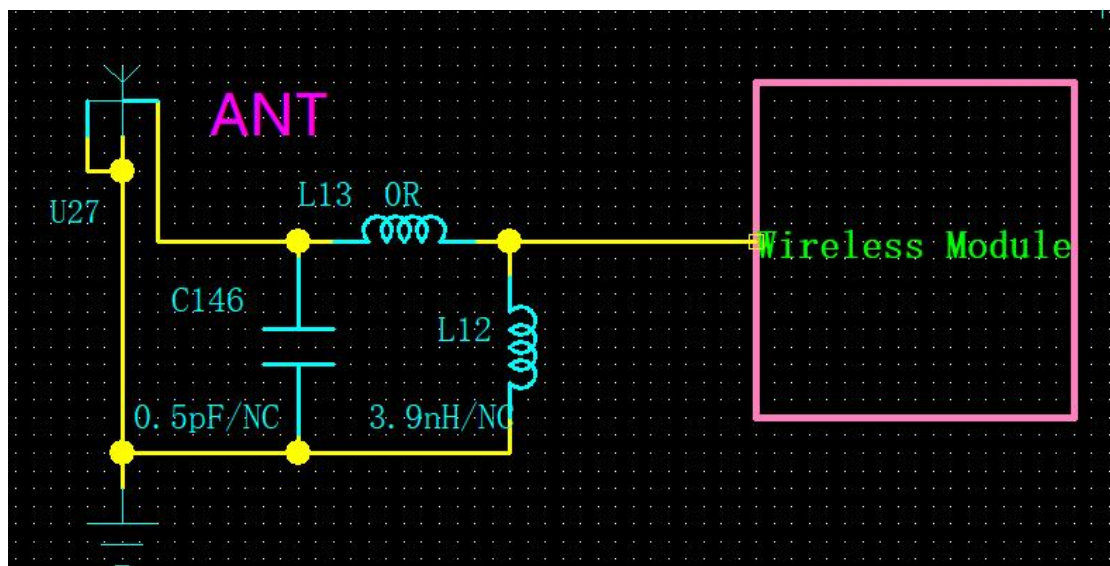 ANT
U27
L13 0R
Wireless Module
C146
L12
0.5pF/NC
3.9nH/NC